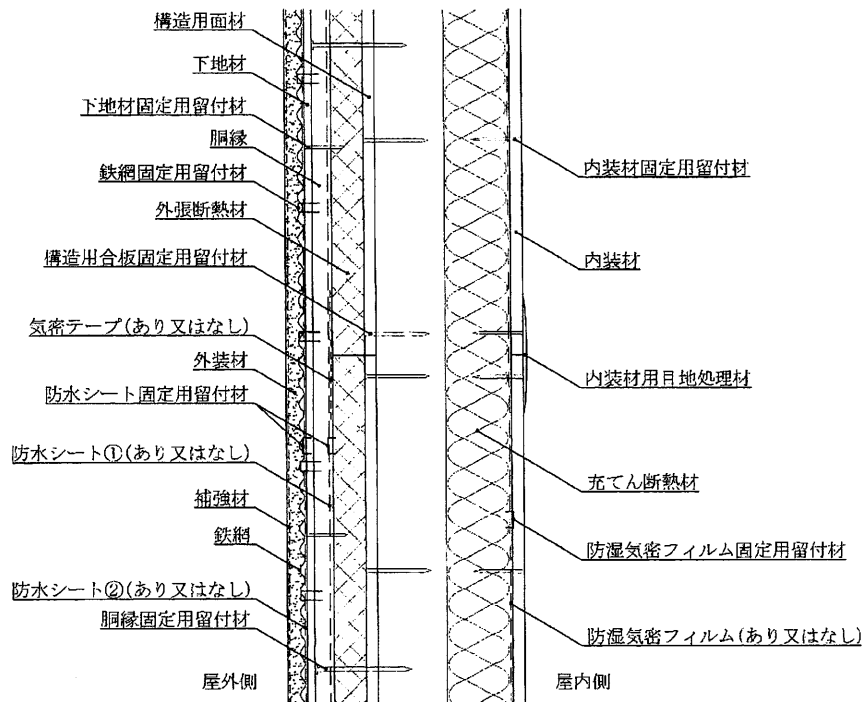 構造用面材
下地材
下地材固定用留付材
胴縁
鉄網固定用留付材
外張断熱材
構造用合板固定用留付材
気密テープ(あり又はなし)
外装材
防水シート固定用留付材
防水シート①(あり又はなし)
補強材
鉄網
防水シート②(あり又はなし)
胴縁固定用留付材
屋外側
内装材固定用留付材
内装材
内装材用目地処理材
充てん断熱材
防湿気密フィルム固定用留付材
防湿気密フィルム(あり又はなし)
屋内側